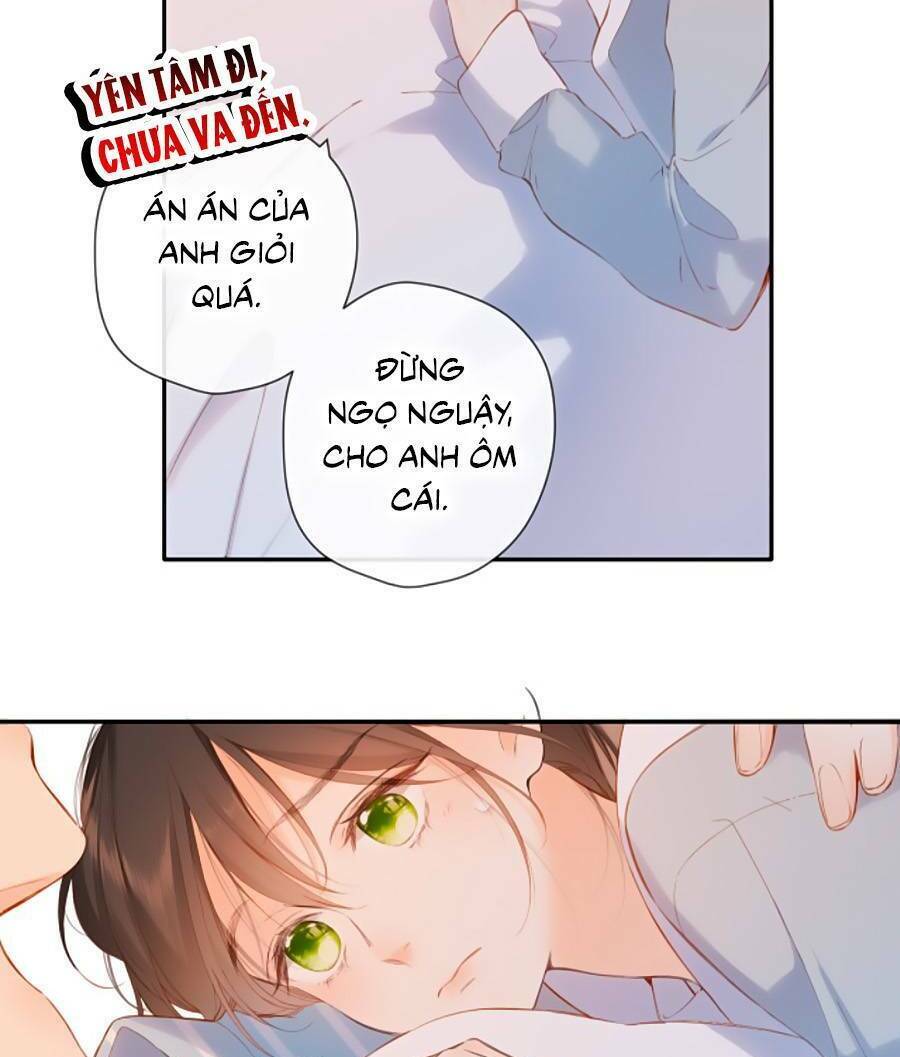 YÊN TÂM ĐI,
CHƯA VA ĐẾN.
ÁN ÁN CỦA
ANH GIỎI
QUÁ.
ĐỪNG
NGỌ NGUẬY,
CHO ANH ÔM
CÁI.